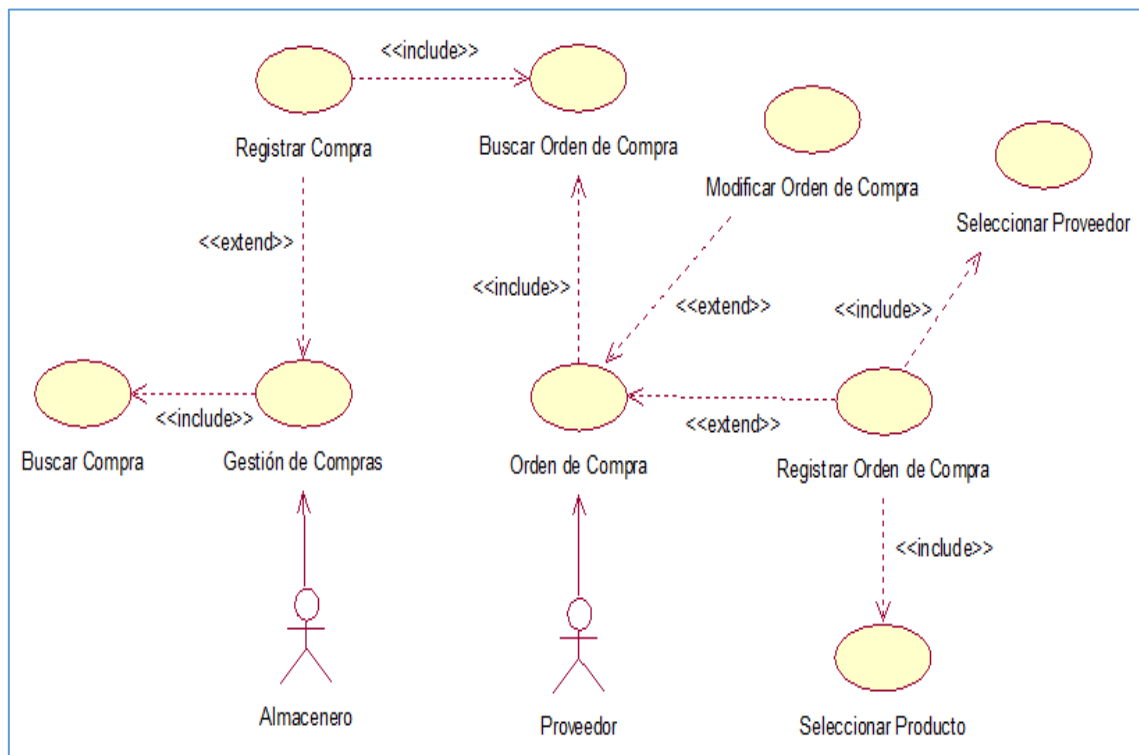 <<include>>
Registrar Compra
Buscar Orden de Compra
Modificar Orden de Compra
Seleccionar Proveedor
<<extend>>
<<include>>
<<extend>>
<<include>>
<<include>>
<<extend>>
Buscar Compra
Gestión de Compras
Orden de Compra
Registrar Orden de Compra
<<include>>
Almacenero
Proveedor
Seleccionar Producto